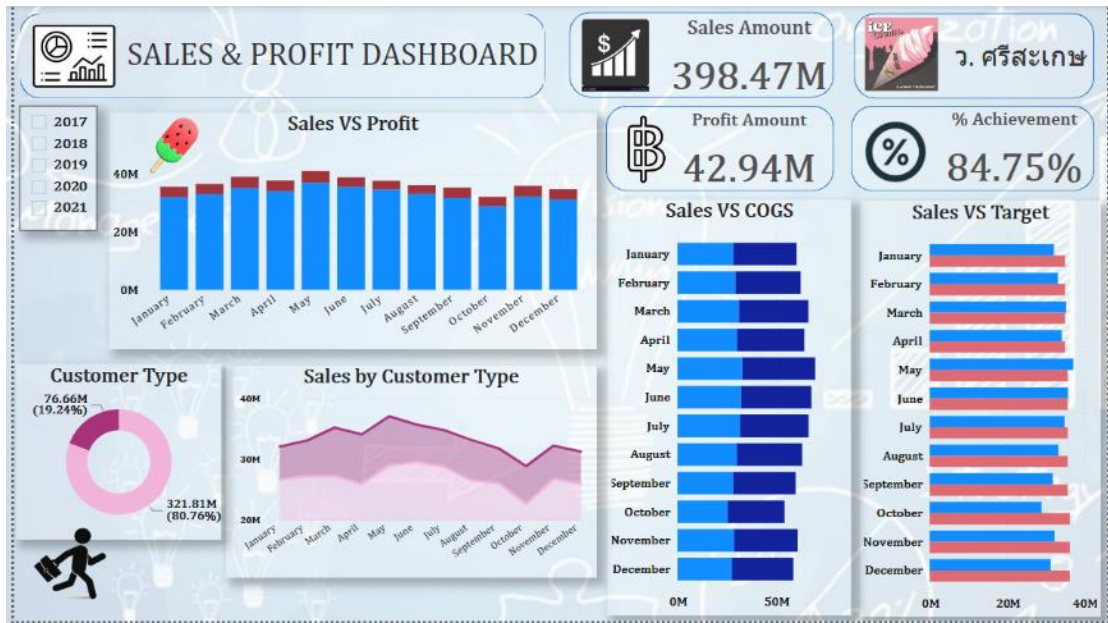 SALES & PROFIT DASHBOARD
Sales Amount
398.47M
ICE
ว. ศรีสะเกษ
2017
2018
2019
2020
2021
Sales VS Profit
40M
20M
0M
January
February
March
April
May
June
July
August
September
October
November
December
Profit Amount
42.94M
% Achievement
84.75%
Customer Type
76.66M
(19.24%)
321.81M
(80.76%)
Sales by Customer Type
40M
30M
20M
January
February
March
April
May
June
July
August
September
October
November
December
Sales VS COGS
January
February
March
April
May
June
July
August
September
October
November
December
0M
50M
Sales VS Target
January
February
March
April
May
June
July
August
September
October
November
December
0M
20M
40M